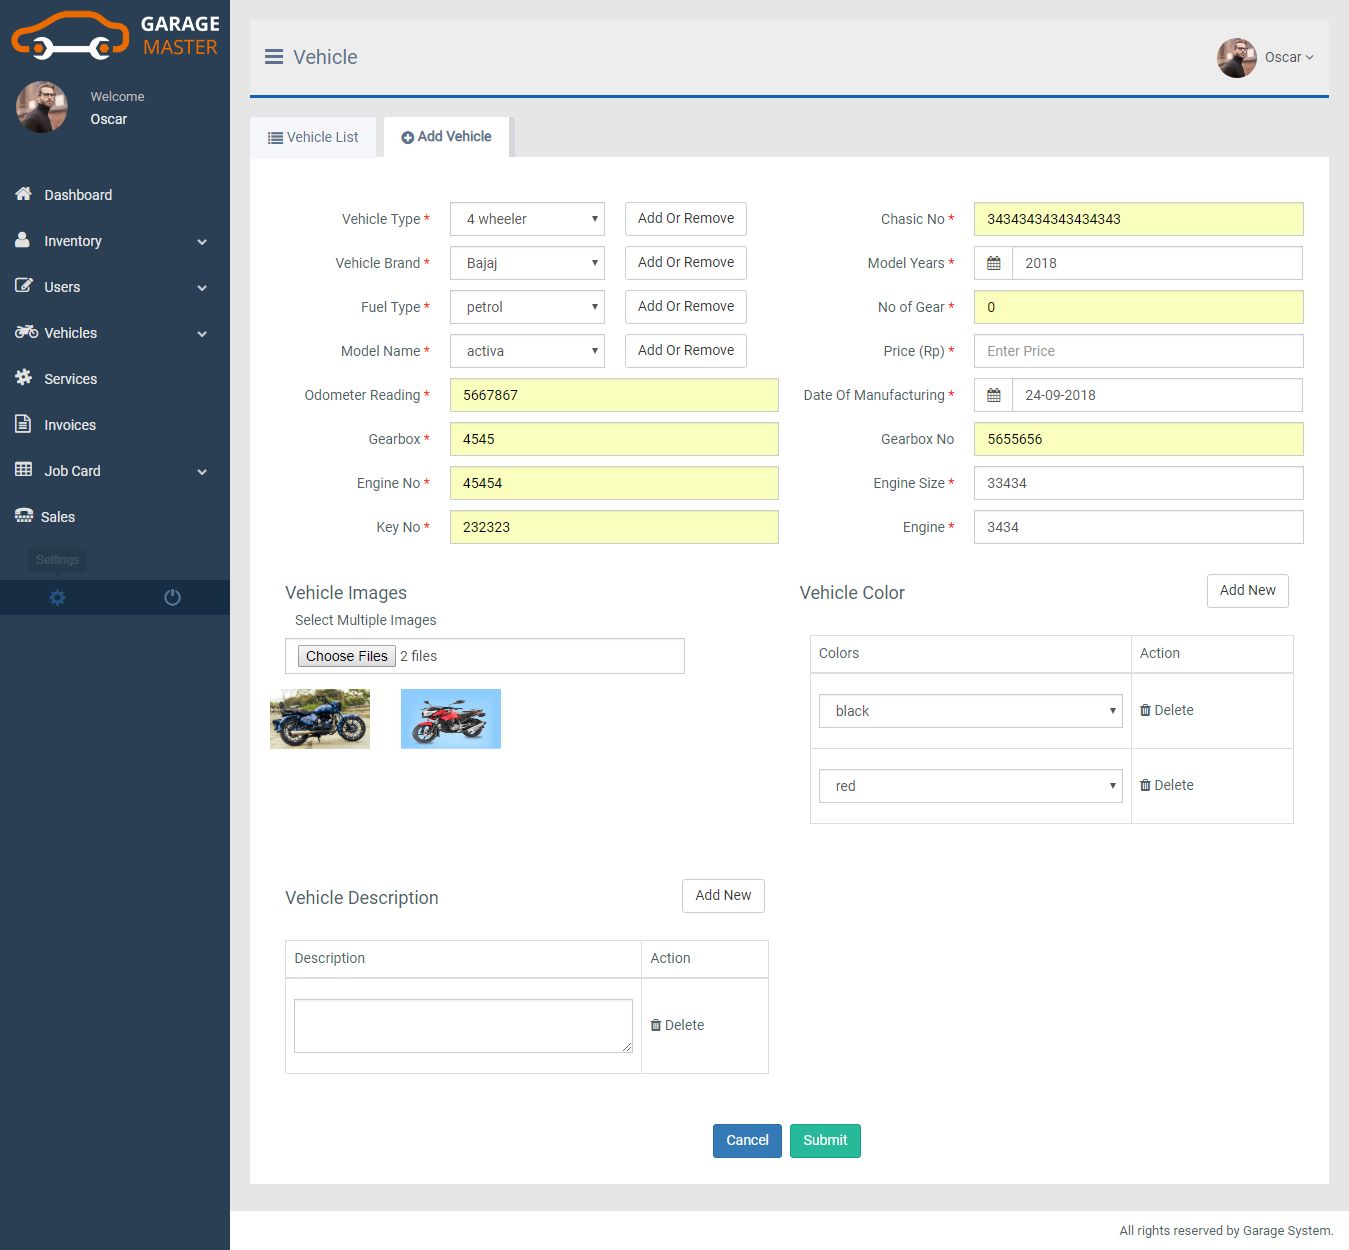 GARAGE
MASTER
Welcome
Oscar
Dashboard
Inventory
Users
Vehicles
Services
Invoices
Job Card
Sales
Settings
Vehicle
Oscar
Vehicle List
Add Vehicle
Vehicle Type * 4 wheeler Add Or Remove Chasic No * 34343434343434343
Vehicle Brand * Bajaj Add Or Remove Model Years * 2018
Fuel Type * petrol Add Or Remove No of Gear * 0
Model Name * activa Add Or Remove Price (Rp) * Enter Price
Odometer Reading * 5667867 Date Of Manufacturing * 24-09-2018
Gearbox * 4545 Gearbox No 5655656
Engine No * 45454 Engine Size * 33434
Key No * 232323 Engine * 3434
Vehicle Images
Select Multiple Images
Choose Files 2 files
Vehicle Color Add New
Colors Action
black Delete
red Delete
Vehicle Description Add New
Description Action
Delete
Cancel Submit
All rights reserved by Garage System.